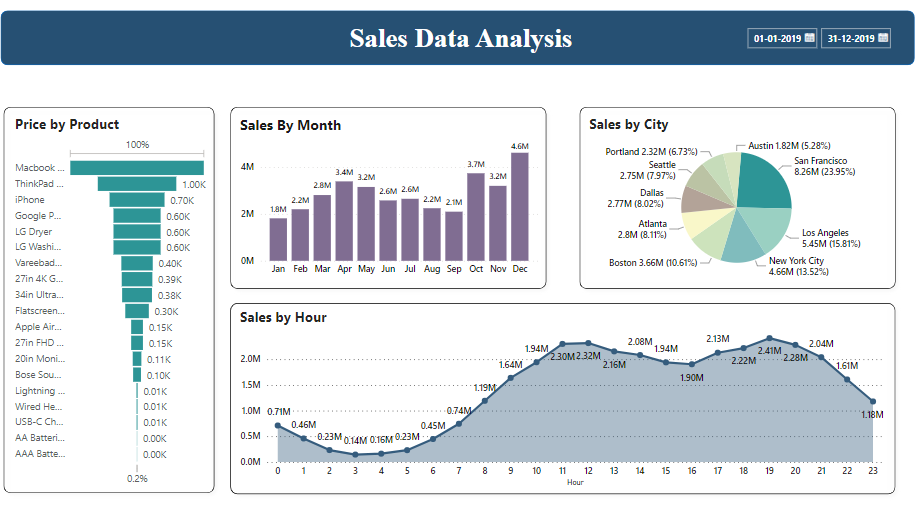 Sales Data Analysis
01-01-2019
31-12-2019
Price by Product
100%
Macbook ...
ThinkPad ... 1.00K
iPhone 0.70K
Google P... 0.60K
LG Dryer 0.60K
LG Washi... 0.60K
Vareebad... 0.40K
27in 4K G... 0.39K
34in Ultra... 0.38K
Flatscreen... 0.30K
Apple Air... 0.15K
27in FHD ... 0.15K
20in Moni... 0.11K
Bose Sou... 0.10K
Lightning ... 0.01K
Wired He... 0.01K
USB-C Ch... 0.01K
AA Batteri... 0.00K
AAA Batte... 0.00K
0.2%
Sales By Month
4M
2M
0M
1.8M 2.2M 2.8M 3.4M 3.2M 2.6M 2.6M 2.2M 2.1M 3.7M 3.2M 4.6M
Jan Feb Mar Apr May Jun Jul Aug Sep Oct Nov Dec
Sales by City
Austin 1.82M (5.28%)
San Francisco
8.26M (23.95%)
Los Angeles
5.45M (15.81%)
New York City
4.66M (13.52%)
Boston 3.66M (10.61%)
Atlanta
2.8M (8.11%)
Dallas
2.77M (8.02%)
Seattle
2.75M (7.97%)
Portland 2.32M (6.73%)
Sales by Hour
2.0M
1.5M
1.0M
0.5M
0.0M
0.71M 0.46M 0.23M 0.14M 0.16M 0.23M 0.45M 0.74M 1.19M 1.64M 1.94M 2.30M 2.32M 2.16M 2.08M 1.94M 1.90M 2.13M 2.22M 2.41M 2.28M 2.04M 1.61M 1.18M
0 1 2 3 4 5 6 7 8 9 10 11 12 13 14 15 16 17 18 19 20 21 22 23
Hour